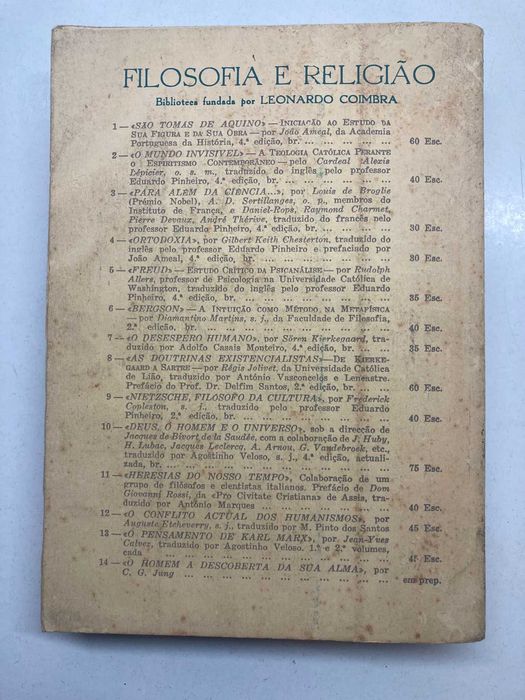 FILOSOFIA E RELIGIÃO
Biblioteca fundada por LEONARDO COIMBRA
1 — «SÃO TOMAS DE AQUINO» — INICIAÇÃO AO ESTUDO DA
SUA FIGURA E DA SUA OBRA — por João Ameal, da Academia
Portuguesa da História, 4.ª edição, br. ... ... ... ... ... 60 Esc.
2 — «O MUNDO INVISIVEL» — A TEOLOGIA CATÓLICA PERANTE
O ESPIRITISMO CONTEMPORÂNEO — pelo Cardeal Alexis
Lépicier, o. s. m., traduzido do inglês pelo professor
Eduardo Pinheiro, 4.ª edição, br. ... ... ... ... ... ... 40 Esc.
3 — «PARA ALÉM DA CIÊNCIA...», por Louis de Broglie
(Prémio Nobel), A. D. Sertillanges, o. p., membros do
Instituto de França, e Daniel-Rops, Raymond Charmet,
Pierre Devaux, André Thérive, traduzido do francês pelo
professor Eduardo Pinheiro, 4.ª edição, br. ... ... ... 30 Esc.
4 — «ORTODOXIA», por Gilbert Keith Chesterton, traduzido do
inglês pelo professor Eduardo Pinheiro e prefaciado por
João Ameal, 4.ª edição, br. ... ... ... ... ... ... ... 30 Esc.
5 — «FREUD» — ESTUDO CRÍTICO DA PSICANÁLISE — por Rudolph
Allers, professor de Psicologia na Universidade Católica de
Washington, traduzido do inglês pelo professor Eduardo
Pinheiro, 4.ª edição, br. ... ... ... ... ... ... ... ... 35 Esc.
6 — «BERGSON» — A INTUIÇÃO COMO MÉTODO NA METAFÍSICA
— por Diamantino Martins, s. j., da Faculdade de Filosofia,
2.ª edição, br. ... ... ... ... ... ... ... ... ... ... 40 Esc.
7 — «O DESESPERO HUMANO», por Sören Kierkegaard, tra-
duzido por Adolfo Casais Monteiro, 4.ª edição, br. ... ... 35 Esc.
8 — «AS DOUTRINAS EXISTENCIALISTAS» — DE KIERKE-
GAARD A SARTRE — por Régis Jolivet, da Universidade Católica
de Lião, traduzido por António Vasconcelos e Lencastre.
Prefácio do Prof. Dr. Delfim Santos, 2.ª edição, br. ... ... 60 Esc.
9 — «NIETZSCHE, FILÓSOFO DA CULTURA», por Frederick
Copleston, s. j., traduzido pelo professor Eduardo
Pinheiro, 2.ª edição, br. ... ... ... ... ... ... ... ... 40 Esc.
10 — «DEUS, O HOMEM E O UNIVERSO», sob a direcção de
Jacques de Bivort de la Saudée, com a colaboração de J. Huby,
H. Lubac, Jacques Leclercq, A. Arnou, G. Vandebroek, etc.,
traduzido por Agostinho Veloso, s. j., 4.ª edição, actuali-
zada, br. ... ... ... ... ... ... ... ... ... ... ... 75 Esc.
11 — «HERESIAS DO NOSSO TEMPO», Colaboração de um
grupo de filósofos e cientistas italianos. Prefácio de Dom
Giovanni Rossi, da «Pro Civitate Cristiana» de Assis, tra-
duzido por António Marques ... ... ... ... ... ... ... 40 Esc.
12 — «O CONFLITO ACTUAL DOS HUMANISMOS», por
Auguste Etcheverry, s. j., traduzido por M. Pinto dos Santos 45 Esc.
13 — «O PENSAMENTO DE KARL MARX», por Jean-Yves
Calvez, traduzido por Agostinho Veloso. 1.º e 2.º volumes,
cada ... ... ... ... ... ... ... ... ... ... ... Esc.
14 — «O HOMEM A DESCOBERTA DA SUA ALMA», por
C. G. Jung ... ... ... ... ... ... ... ... ... ... em prep.